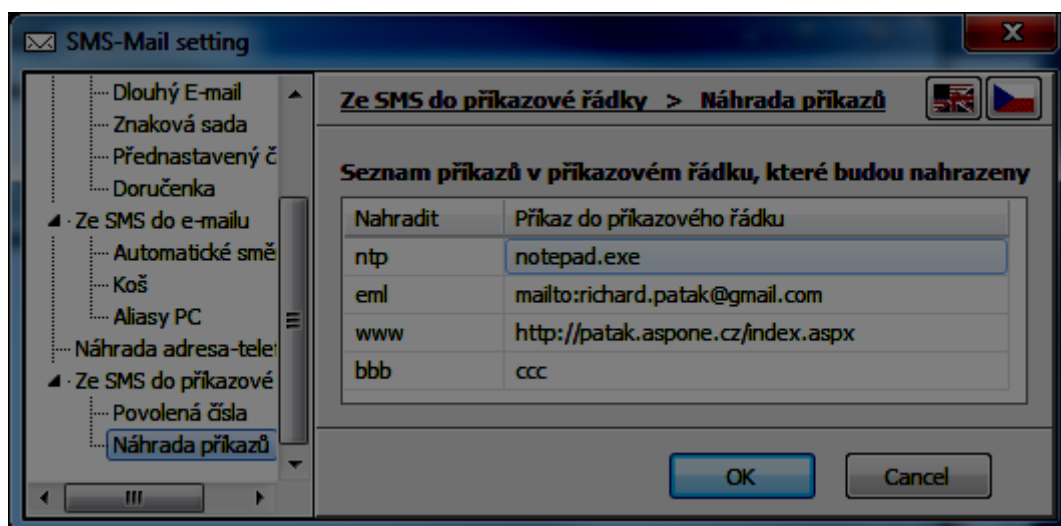 SMS-Mail setting
Dlouhý E-mail
Znaková sada
Přednastavený č
Doručenka
Ze SMS do e-mailu
Automatické smě
Koš
Aliasy PC
Náhrada adresa-telef
Ze SMS do příkazové
Povolená čísla
Náhrada příkazů
Ze SMS do příkazové řádky > Náhrada příkazů
Seznam příkazů v příkazovém řádku, které budou nahrazeny
Nahradit Příkaz do příkazového řádku
ntp notepad.exe
eml mailto:richard.patak@gmail.com
www http://patak.aspone.cz/index.aspx
bbb ccc
OK Cancel